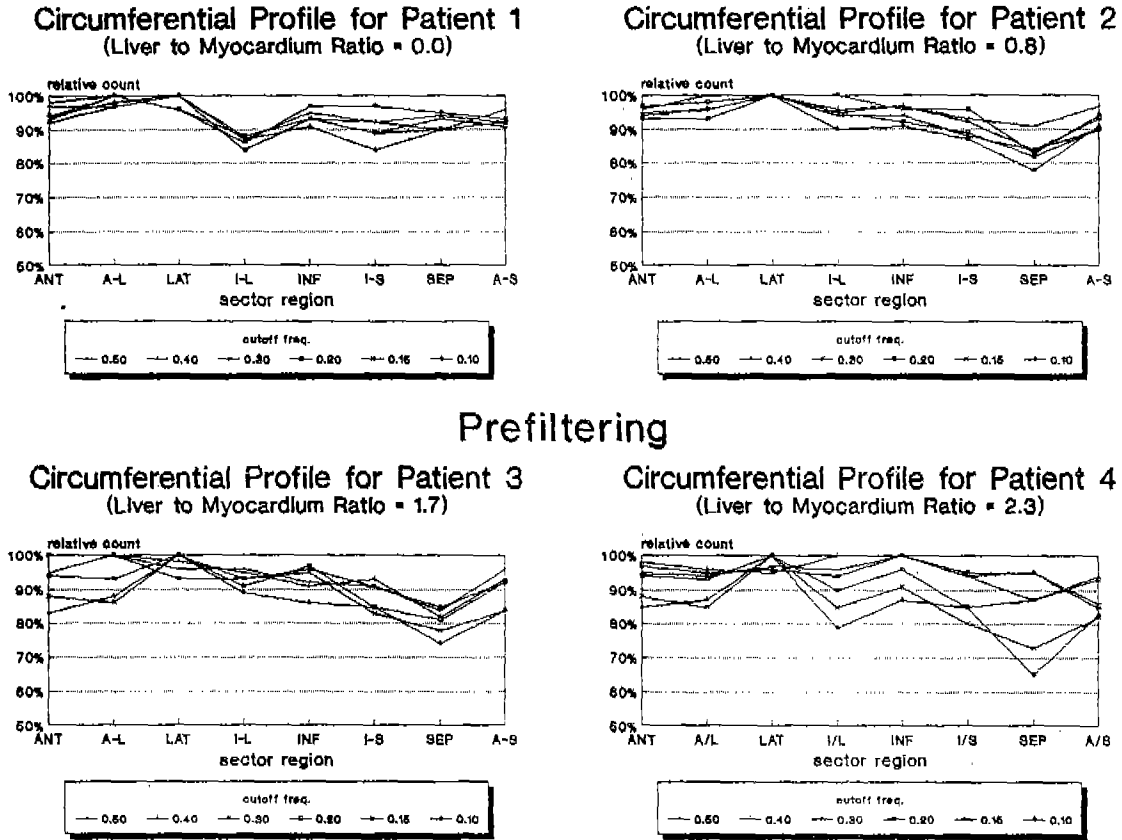 Circumferential Profile for Patient 1
(Liver to Myocardium Ratio = 0.0)
relative count
100%
90%
80%
70%
60%
50%
ANT A-L LAT I-L INF I-S SEP A-S
sector region
cutoff freq.
0.50 0.40 0.30 0.20 0.15 0.10
Circumferential Profile for Patient 2
(Liver to Myocardium Ratio = 0.8)
relative count
100%
90%
80%
70%
60%
50%
ANT A-L LAT I-L INF I-S SEP A-S
sector region
cutoff freq.
0.50 0.40 0.30 0.20 0.15 0.10
Prefiltering
Circumferential Profile for Patient 3
(Liver to Myocardium Ratio = 1.7)
relative count
100%
90%
80%
70%
60%
50%
ANT A-L LAT I-L INF I-S SEP A-S
sector region
cutoff freq.
0.50 0.40 0.30 0.20 0.15 0.10
Circumferential Profile for Patient 4
(Liver to Myocardium Ratio = 2.3)
relative count
100%
90%
80%
70%
60%
50%
ANT A/L LAT I/L INF I/S SEP A/S
sector region
cutoff freq.
0.50 0.40 0.30 0.20 0.15 0.10